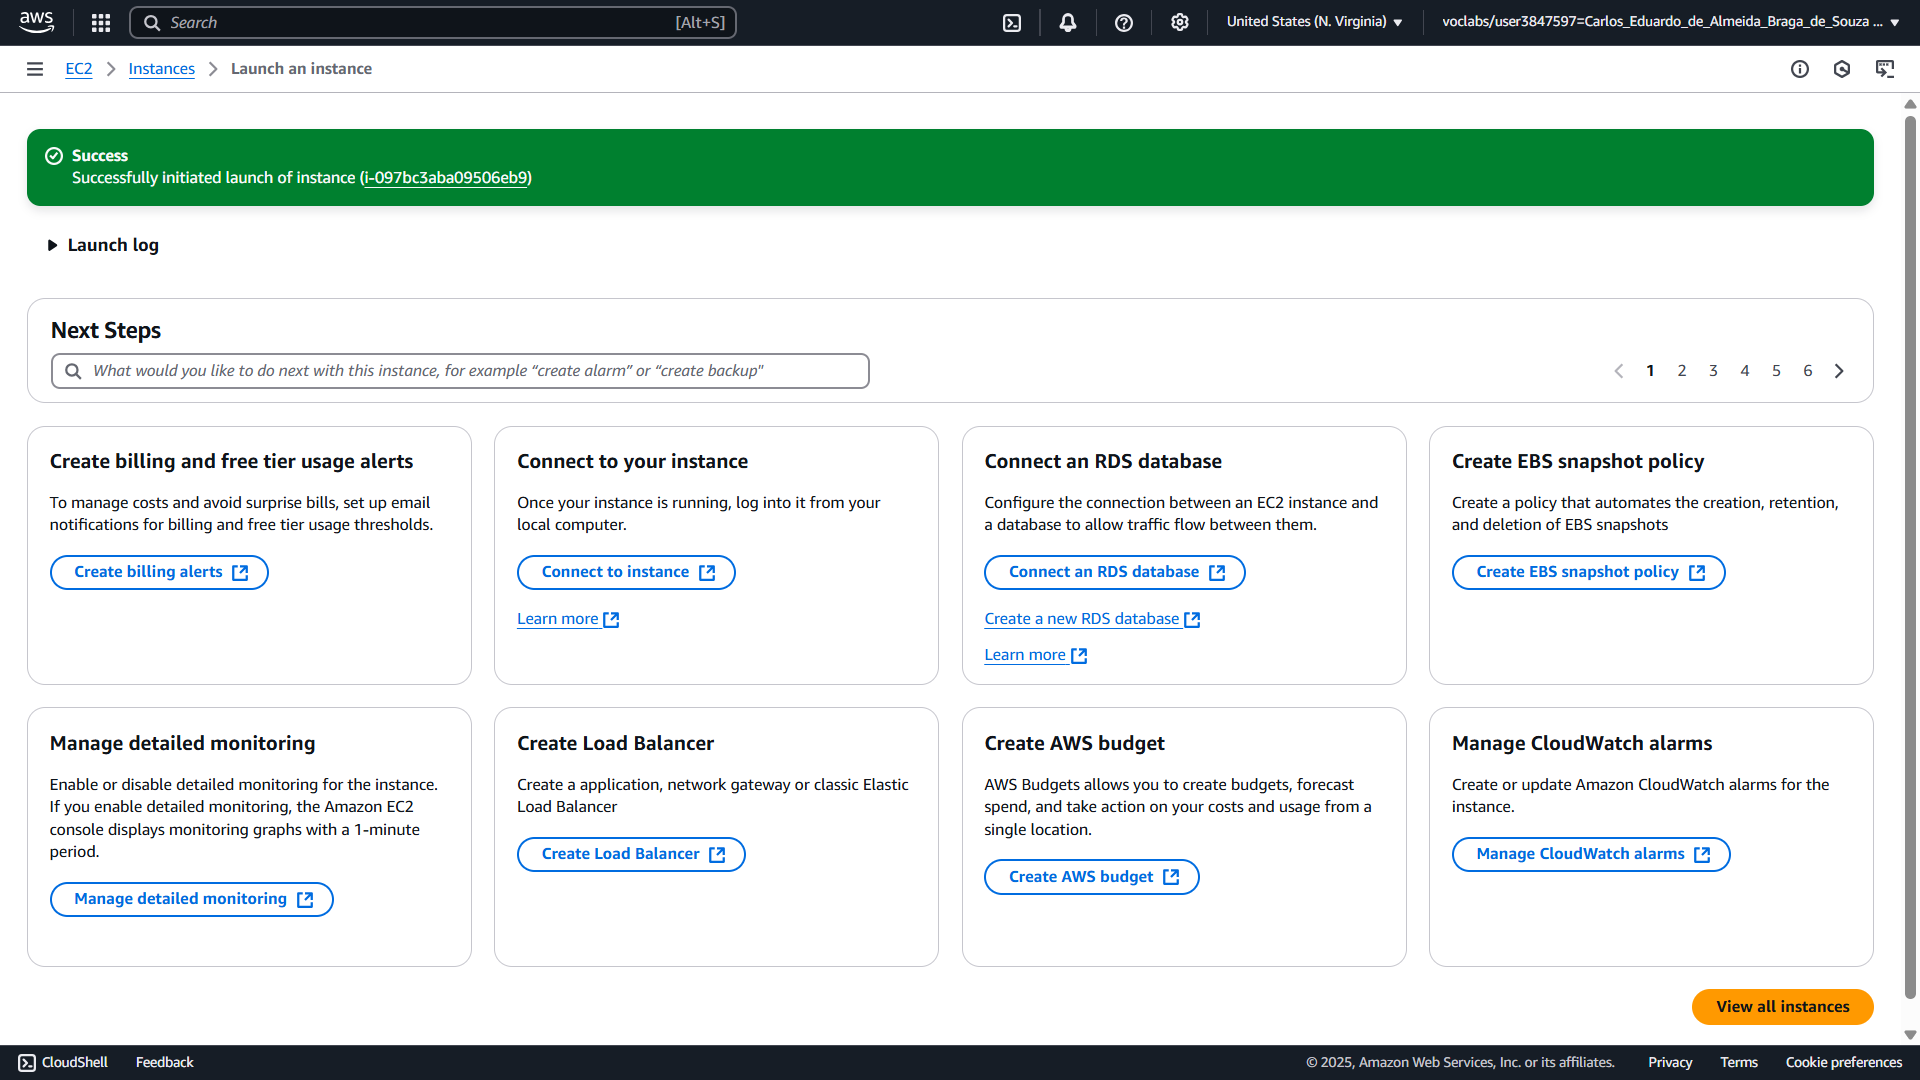 aws
Search [Alt+S]
United States (N. Virginia)
voclabs/user3847597=Carlos_Eduardo_de_Almeida_Braga_de_Souza ...
EC2 Instances Launch an instance
Success
Successfully initiated launch of instance (i-097bc3aba09506eb9)
Launch log
Next Steps
What would you like to do next with this instance, for example “create alarm” or “create backup"
1 2 3 4 5 6
Create billing and free tier usage alerts
To manage costs and avoid surprise bills, set up email
notifications for billing and free tier usage thresholds.
Create billing alerts
Connect to your instance
Once your instance is running, log into it from your
local computer.
Connect to instance
Learn more
Connect an RDS database
Configure the connection between an EC2 instance and
a database to allow traffic flow between them.
Connect an RDS database
Create a new RDS database
Learn more
Create EBS snapshot policy
Create a policy that automates the creation, retention,
and deletion of EBS snapshots
Create EBS snapshot policy
Manage detailed monitoring
Enable or disable detailed monitoring for the instance.
If you enable detailed monitoring, the Amazon EC2
console displays monitoring graphs with a 1-minute
period.
Manage detailed monitoring
Create Load Balancer
Create a application, network gateway or classic Elastic
Load Balancer
Create Load Balancer
Create AWS budget
AWS Budgets allows you to create budgets, forecast
spend, and take action on your costs and usage from a
single location.
Create AWS budget
Manage CloudWatch alarms
Create or update Amazon CloudWatch alarms for the
instance.
Manage CloudWatch alarms
View all instances
CloudShell Feedback
© 2025, Amazon Web Services, Inc. or its affiliates. Privacy Terms Cookie preferences